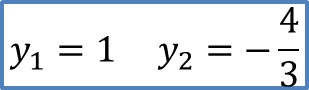 y₁ = 1 y₂ = −4/3